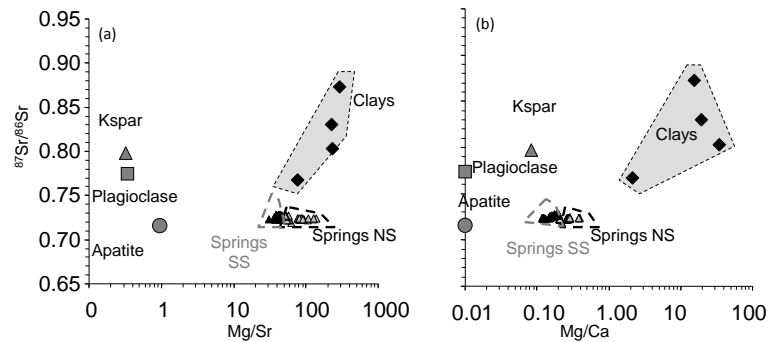 (a)
⁸⁷Sr/⁸⁶Sr
0.95
0.90
0.85
0.80
0.75
0.70
0.65
Kspar
Plagioclase
Apatite
Clays
Springs
SS
Springs NS
0 1 10 100 1000
Mg/Sr
(b)
Kspar
Plagioclase
Apatite
Clays
Springs NS
Springs SS
0.01 0.10 1.00 10 100
Mg/Ca